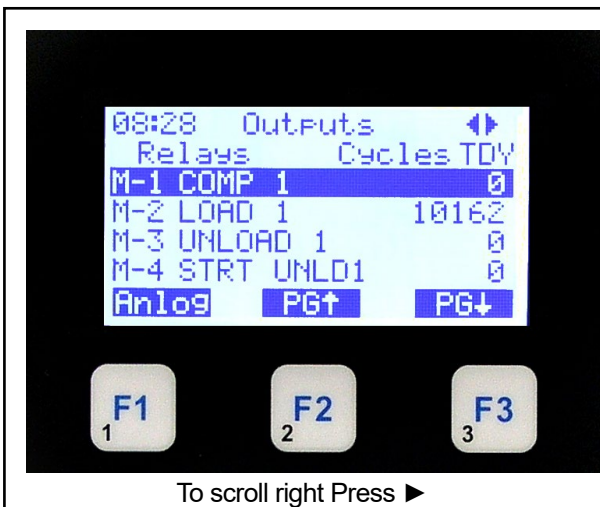 08:28 Outputs ◀▶
Relays Cycles TDY
M-1 COMP 1 0
M-2 LOAD 1 10162
M-3 UNLOAD 1 0
M-4 STRT UNLD1 0
Anlog PG↑ PG↓
F1 F2 F3
1 2 3
To scroll right Press ►